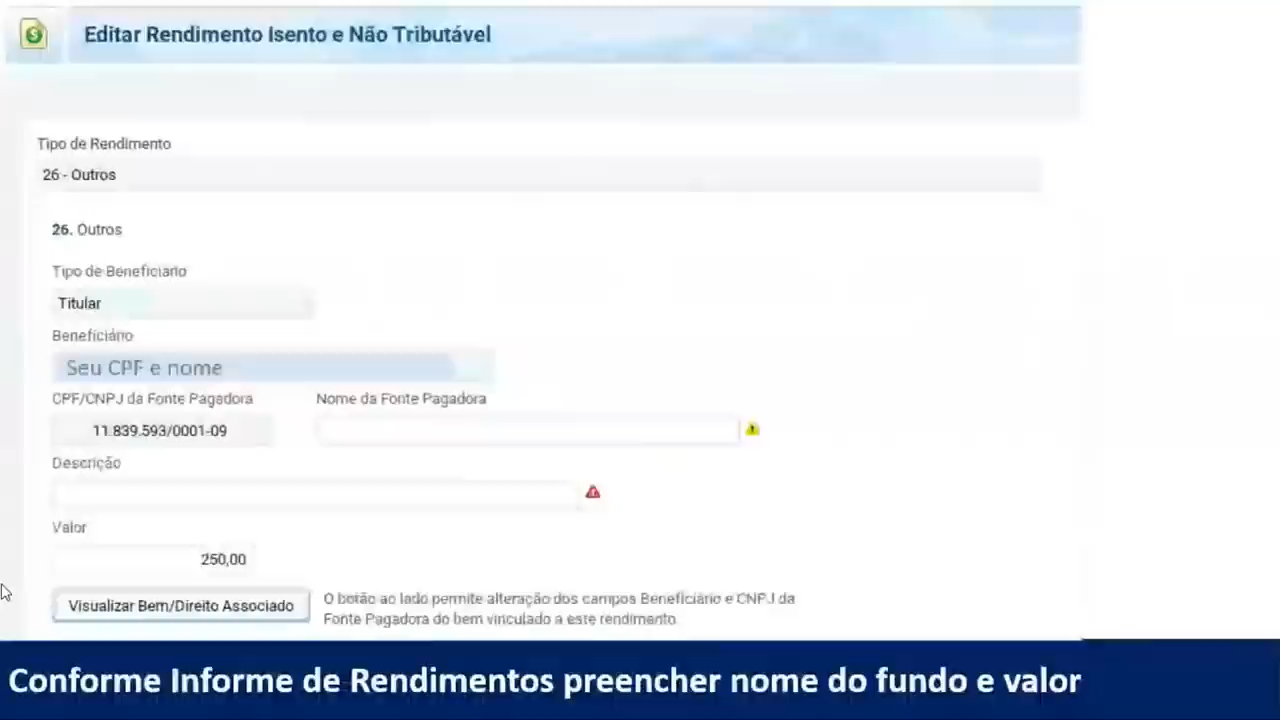 Editar Rendimento Isento e Não Tributável
Tipo de Rendimento
26 - Outros
26. Outros
Tipo de Beneficiário
Titular
Beneficiário
Seu CPF e nome
CPF/CNPJ da Fonte Pagadora Nome da Fonte Pagadora
11.839.593/0001-09
Descrição
Valor
250,00
Visualizar Bem/Direito Associado
O botão ao lado permite alteração dos campos Beneficiário e CNPJ da
Fonte Pagadora do bem vinculado a este rendimento.
Conforme Informe de Rendimentos preencher nome do fundo e valor